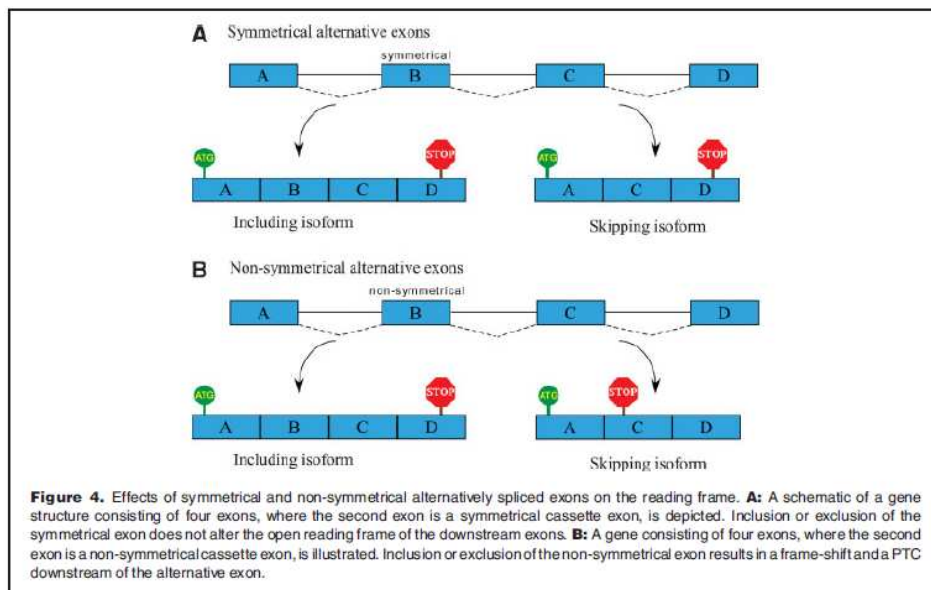 A Symmetrical alternative exons
symmetrical
A B C D
ATG STOP ATG STOP
A B C D A C D
Including isoform Skipping isoform
B Non-symmetrical alternative exons
non-symmetrical
A B C D
ATG STOP ATG STOP
A B C D A C D
Including isoform Skipping isoform
Figure 4. Effects of symmetrical and non-symmetrical alternatively spliced exons on the reading frame. A: A schematic of a gene
structure consisting of four exons, where the second exon is a symmetrical cassette exon, is depicted. Inclusion or exclusion of the
symmetrical exon does not alter the open reading frame of the downstream exons. B: A gene consisting of four exons, where the second
exon is a non-symmetrical cassette exon, is illustrated. Inclusion or exclusion of the non-symmetrical exon results in a frame-shift and a PTC
downstream of the alternative exon.